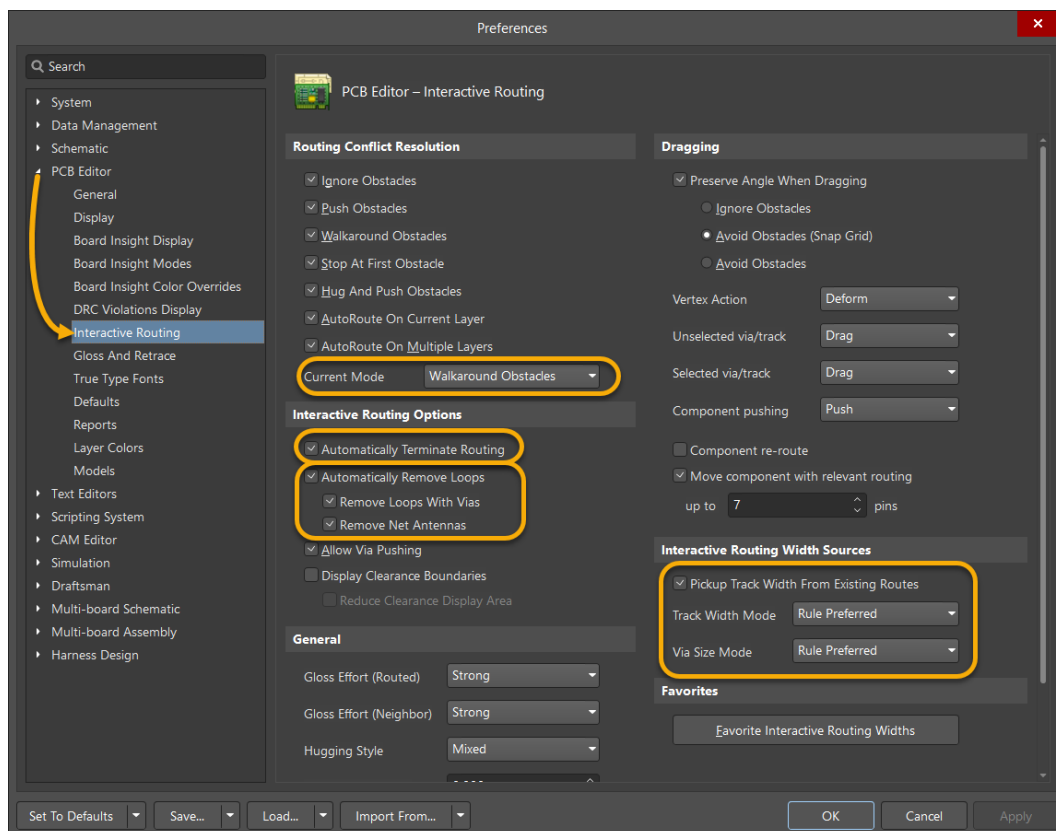 Preferences
Search
System
Data Management
Schematic
PCB Editor
General
Display
Board Insight Display
Board Insight Modes
Board Insight Color Overrides
DRC Violations Display
Interactive Routing
Gloss And Retrace
True Type Fonts
Defaults
Reports
Layer Colors
Models
Text Editors
Scripting System
CAM Editor
Simulation
Draftsman
Multi-board Schematic
Multi-board Assembly
Harness Design
PCB Editor – Interactive Routing
Routing Conflict Resolution
Ignore Obstacles
Push Obstacles
Walkaround Obstacles
Stop At First Obstacle
Hug And Push Obstacles
AutoRoute On Current Layer
AutoRoute On Multiple Layers
Current Mode Walkaround Obstacles
Interactive Routing Options
Automatically Terminate Routing
Automatically Remove Loops
Remove Loops With Vias
Remove Net Antennas
Allow Via Pushing
Display Clearance Boundaries
Reduce Clearance Display Area
General
Gloss Effort (Routed) Strong
Gloss Effort (Neighbor) Strong
Hugging Style Mixed
Dragging
Preserve Angle When Dragging
Ignore Obstacles
Avoid Obstacles (Snap Grid)
Avoid Obstacles
Vertex Action Deform
Unselected via/track Drag
Selected via/track Drag
Component pushing Push
Component re-route
Move component with relevant routing
up to 7 pins
Interactive Routing Width Sources
Pickup Track Width From Existing Routes
Track Width Mode Rule Preferred
Via Size Mode Rule Preferred
Favorites
Favorite Interactive Routing Widths
Set To Defaults Save... Load... Import From... OK Cancel Apply